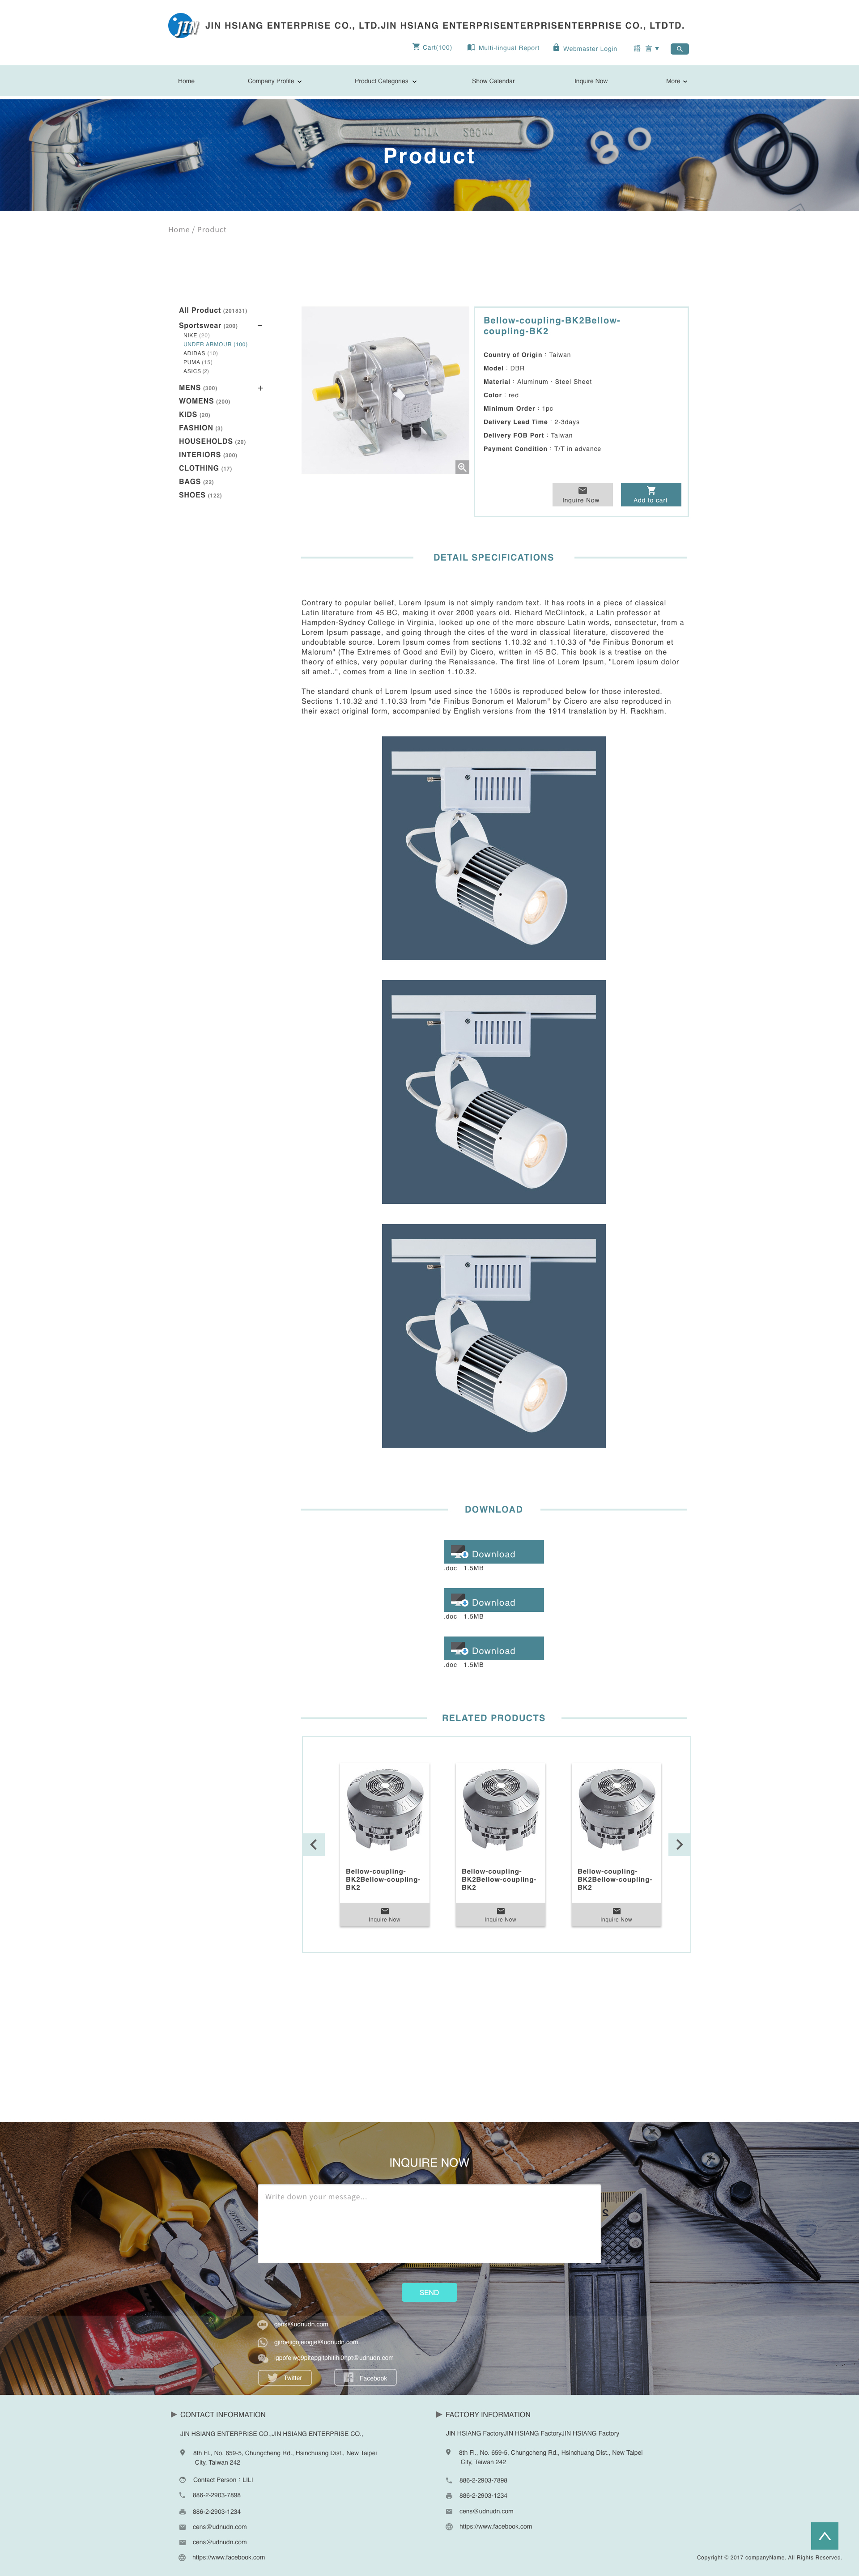 JIN HSIANG ENTERPRISE CO., LTD.JIN HSIANG ENTERPRISENTERPRISENTERPRISE CO., LTDTD.
Cart(100) Multi-lingual Report Webmaster Login 語 言 ▼
Home Company Profile Product Categories Show Calendar Inquire Now More
Product
Home / Product
All Product (201631)
Sportswear (200) −
NIKE (20)
UNDER ARMOUR (100)
ADIDAS (10)
PUMA (15)
ASICS (2)
MENS (300) +
WOMENS (200)
KIDS (20)
FASHION (3)
HOUSEHOLDS (20)
INTERIORS (300)
CLOTHING (17)
BAGS (22)
SHOES (122)
Bellow-coupling-BK2Bellow-
coupling-BK2
Country of Origin：Taiwan
Model：DBR
Material：Aluminum、Steel Sheet
Color：red
Minimum Order：1pc
Delivery Lead Time：2-3days
Delivery FOB Port：Taiwan
Payment Condition：T/T in advance
Inquire Now Add to cart
DETAIL SPECIFICATIONS
Contrary to popular belief, Lorem Ipsum is not simply random text. It has roots in a piece of classical
Latin literature from 45 BC, making it over 2000 years old. Richard McClintock, a Latin professor at
Hampden-Sydney College in Virginia, looked up one of the more obscure Latin words, consectetur, from a
Lorem Ipsum passage, and going through the cites of the word in classical literature, discovered the
undoubtable source. Lorem Ipsum comes from sections 1.10.32 and 1.10.33 of "de Finibus Bonorum et
Malorum" (The Extremes of Good and Evil) by Cicero, written in 45 BC. This book is a treatise on the
theory of ethics, very popular during the Renaissance. The first line of Lorem Ipsum, "Lorem ipsum dolor
sit amet..", comes from a line in section 1.10.32.
The standard chunk of Lorem Ipsum used since the 1500s is reproduced below for those interested.
Sections 1.10.32 and 1.10.33 from "de Finibus Bonorum et Malorum" by Cicero are also reproduced in
their exact original form, accompanied by English versions from the 1914 translation by H. Rackham.
DOWNLOAD
Download
.doc 1.5MB
Download
.doc 1.5MB
Download
.doc 1.5MB
RELATED PRODUCTS
Bellow-coupling-
BK2Bellow-coupling-
BK2
Inquire Now
Bellow-coupling-
BK2Bellow-coupling-
BK2
Inquire Now
Bellow-coupling-
BK2Bellow-coupling-
BK2
Inquire Now
INQUIRE NOW
Write down your message...
SEND
cens@udnudn.com
Twitter Facebook
CONTACT INFORMATION
JIN HSIANG ENTERPRISE CO.,JIN HSIANG ENTERPRISE CO.,
8th Fl., No. 659-5, Chungcheng Rd., Hsinchuang Dist., New Taipei
City, Taiwan 242
Contact Person：LILI
886-2-2903-7898
886-2-2903-1234
cens@udnudn.com
cens@udnudn.com
https://www.facebook.com
FACTORY INFORMATION
JIN HSIANG FactoryJIN HSIANG FactoryJIN HSIANG Factory
8th Fl., No. 659-5, Chungcheng Rd., Hsinchuang Dist., New Taipei
City, Taiwan 242
886-2-2903-7898
886-2-2903-1234
cens@udnudn.com
https://www.facebook.com
Copyright © 2017 companyName. All Rights Reserved.